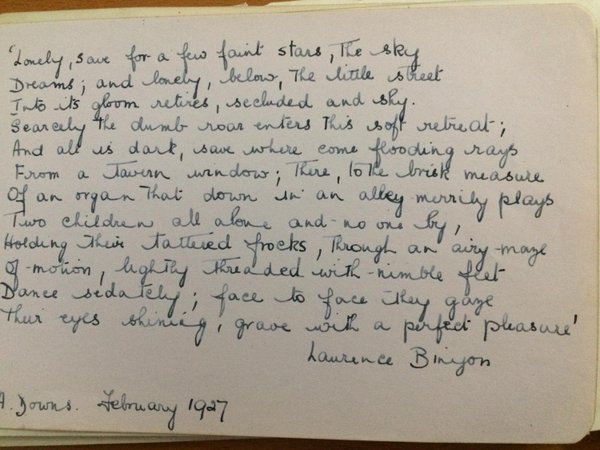 'Lonely, save for a few faint stars, The sky
Dreams; and lonely, below, The little street
Into its gloom retires, secluded and shy.
Scarcely the dumb roar enters This soft retreat;
And all is dark, save where come flooding rays
From a Tavern window; There, to the brisk measure
Of an organ That down in an alley merrily plays
Two children all alone and no one by,
Holding Their tattered frocks, Through an airy maze
Of motion, lightly threaded with nimble feet
Dance sedately; face to face They gaze
Their eyes shining, grave with a perfect pleasure'
Laurence Binyon
A. Downs. February 1927